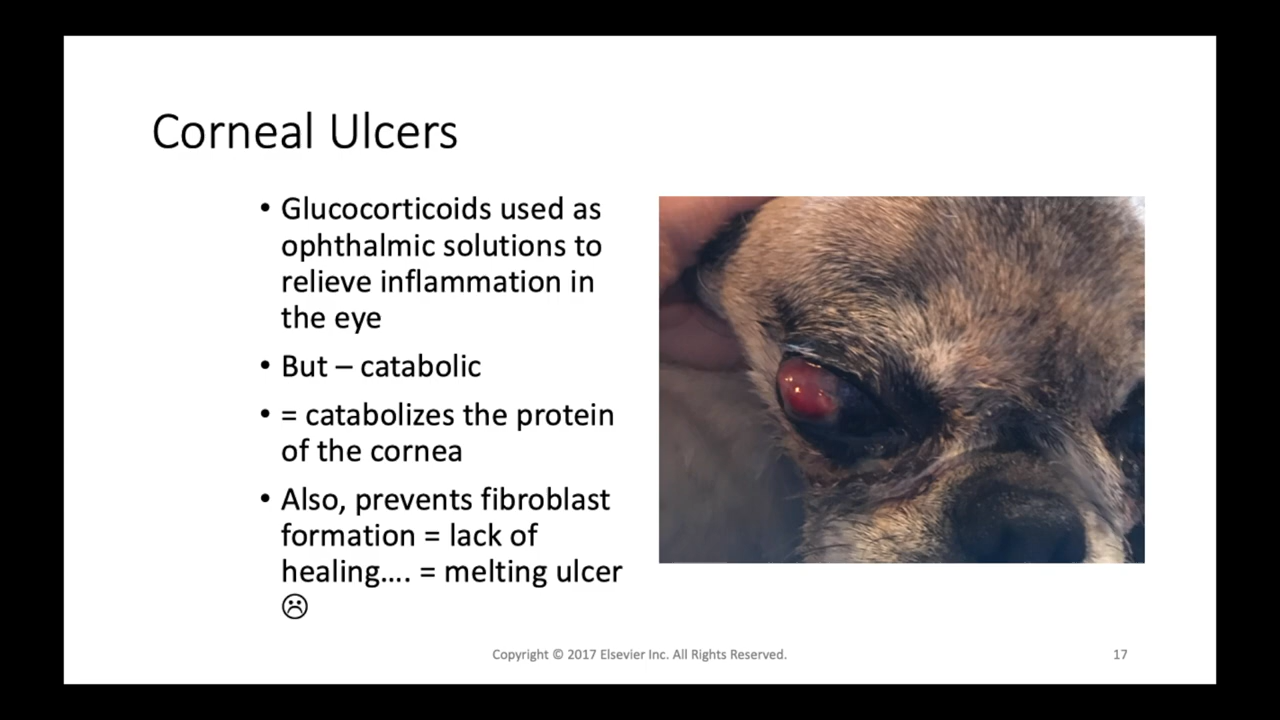 Corneal Ulcers
• Glucocorticoids used as
ophthalmic solutions to
relieve inflammation in
the eye
• But – catabolic
• = catabolizes the protein
of the cornea
• Also, prevents fibroblast
formation = lack of
healing.... = melting ulcer
☹
Copyright © 2017 Elsevier Inc. All Rights Reserved.
17